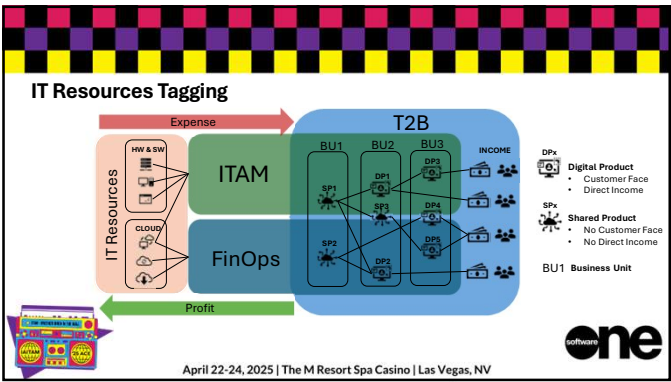 IT Resources Tagging
Expense
T2B
IT Resources
HW & SW
CLOUD
ITAM
FinOps
BU1
BU2
BU3
INCOME
SP1
SP2
DP1
SP3
DP2
DP3
DP4
DP5
Profit
DPx
Digital Product
• Customer Face
• Direct Income
SPx
Shared Product
• No Customer Face
• No Direct Income
BU1 Business Unit
IAITAM
'25 ACE
software one
April 22-24, 2025 | The M Resort Spa Casino | Las Vegas, NV